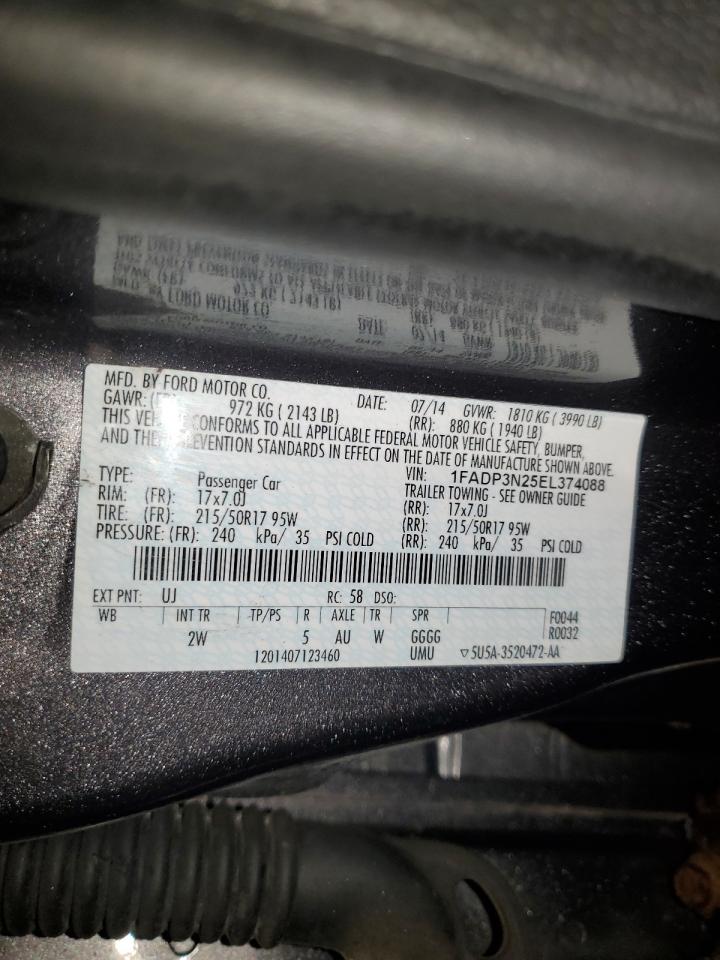 MFD. BY FORD MOTOR CO. DATE: 07/14 GVWR: 1810 KG ( 3990 LB)
GAWR: 972 KG ( 2143 LB) (RR): 880 KG ( 1940 LB)
THIS CONFORMS TO ALL APPLICABLE FEDERAL MOTOR VEHICLE SAFETY, BUMPER,
AND PREVENTION STANDARDS IN EFFECT ON THE DATE OF MANUFACTURE SHOWN ABOVE.
VIN: 1FADP3N25EL374088
TYPE: Passenger Car TRAILER TOWING - SEE OWNER GUIDE
RIM: (FR): 17x7.0J (RR): 17x7.0J
TIRE: (FR): 215/50R17 95W (RR): 215/50R17 95W
PRESSURE: (FR): 240 kPa/ 35 PSI COLD (RR): 240 kPa/ 35 PSI COLD
EXT PNT: UJ RC: 58 DSO:
WB INT TR TP/PS R AXLE TR SPR F0044
2W 5 AU W GGGG R0032
1201407123460 UMU ▽5U5A-3520472-AA